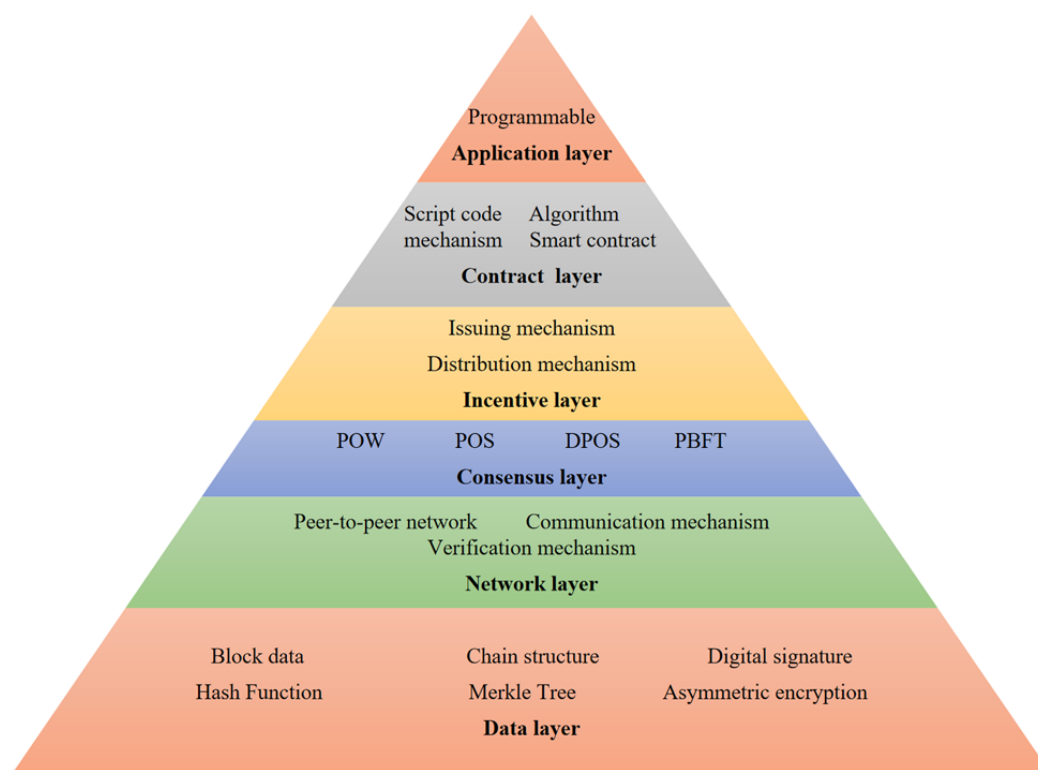 Programmable
Application layer
Script code Algorithm
mechanism Smart contract
Contract layer
Issuing mechanism
Distribution mechanism
Incentive layer
POW POS DPOS PBFT
Consensus layer
Peer-to-peer network Communication mechanism
Verification mechanism
Network layer
Block data Chain structure Digital signature
Hash Function Merkle Tree Asymmetric encryption
Data layer